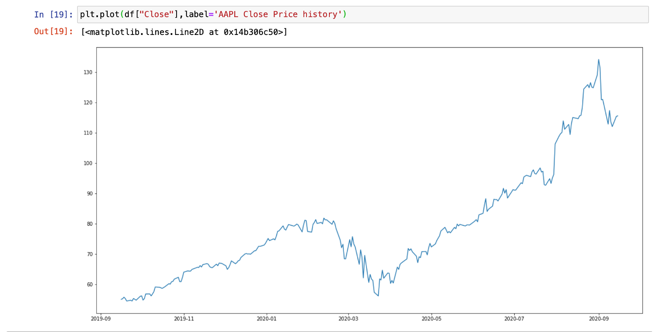 In [19]: plt.plot(df["Close"],label='AAPL Close Price history')
Out[19]: [<matplotlib.lines.Line2D at 0x14b306c50>]
130
120
110
100
90
80
70
60
2019-09 2019-11 2020-01 2020-03 2020-05 2020-07 2020-09